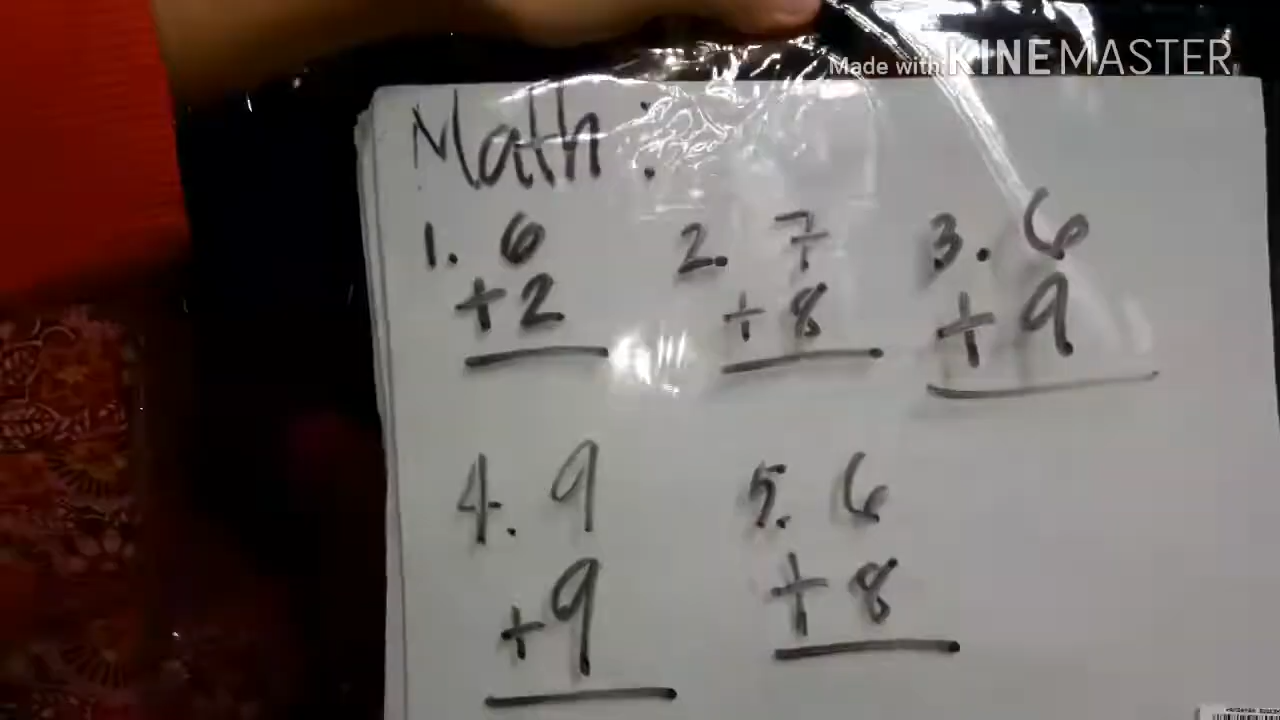 Made with KINEMASTER
Math:
1. 6 2. 7 3. 6
+2 +8 +9
4. 9 5. 6
+9 +8